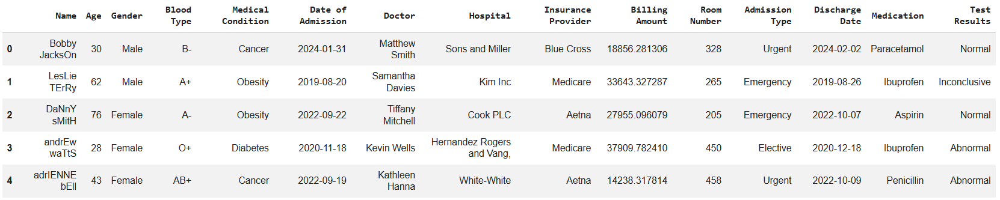 Name Age Gender Blood Type Medical Condition Date of Admission Doctor Hospital Insurance Provider Billing Amount Room Number Admission Type Discharge Date Medication Test Results
0 Bobby JacksOn 30 Male B- Cancer 2024-01-31 Matthew Smith Sons and Miller Blue Cross 18856.281306 328 Urgent 2024-02-02 Paracetamol Normal
1 LesLie TErRy 62 Male A+ Obesity 2019-08-20 Samantha Davies Kim Inc Medicare 33643.327287 265 Emergency 2019-08-26 Ibuprofen Inconclusive
2 DaNnY sMitH 76 Female A- Obesity 2022-09-22 Tiffany Mitchell Cook PLC Aetna 27955.096079 205 Emergency 2022-10-07 Aspirin Normal
3 andrEw waTtS 28 Female O+ Diabetes 2020-11-18 Kevin Wells Hernandez Rogers and Vang, Medicare 37909.782410 450 Elective 2020-12-18 Ibuprofen Abnormal
4 adrIENNE bEll 43 Female AB+ Cancer 2022-09-19 Kathleen Hanna White-White Aetna 14238.317814 458 Urgent 2022-10-09 Penicillin Abnormal